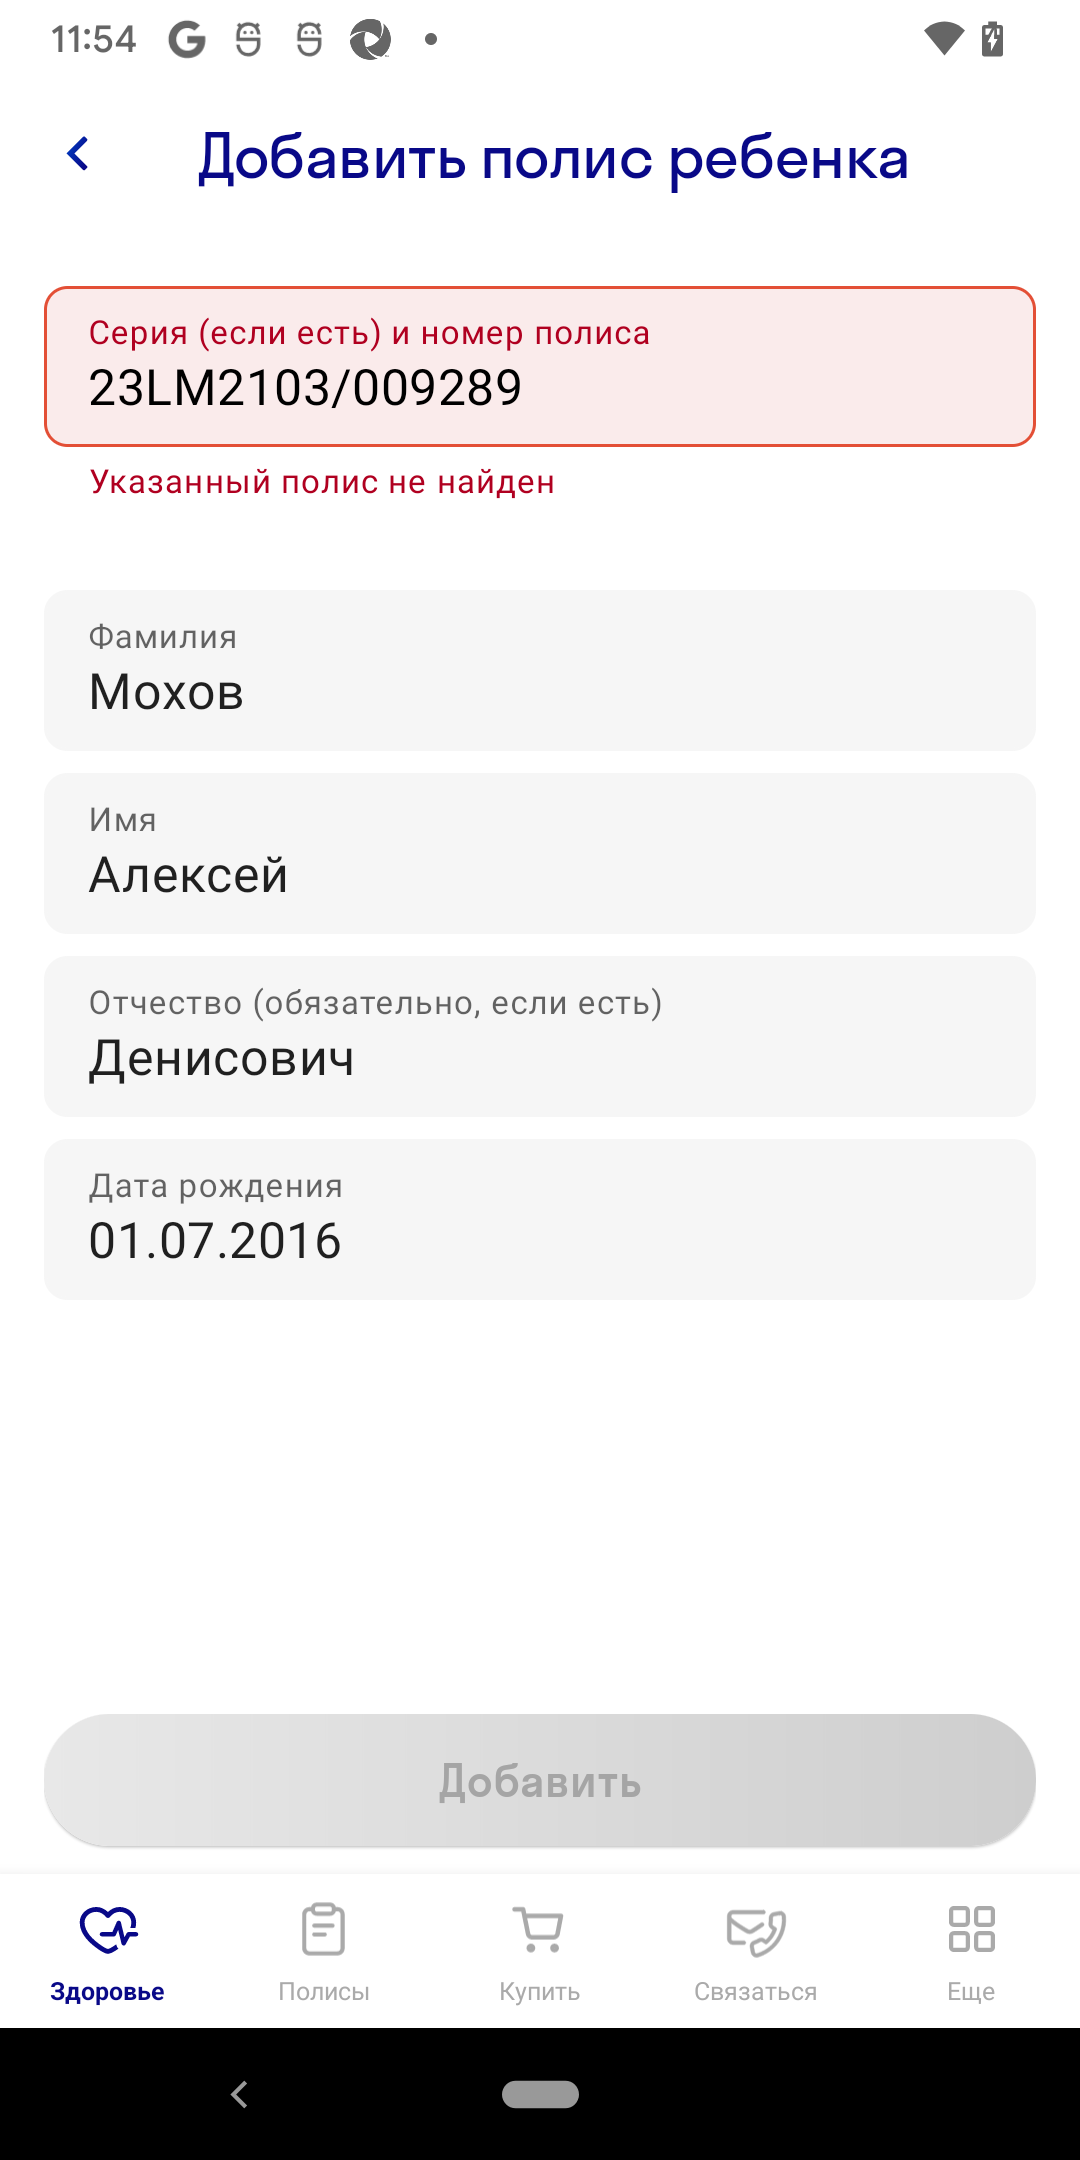 11:54
Добавить полис ребенка
Серия (если есть) и номер полиса
23LM2103/009289
Указанный полис не найден
Фамилия
Мохов
Имя
Алексей
Отчество (обязательно, если есть)
Денисович
Дата рождения
01.07.2016
Добавить
Здоровье Полисы Купить Связаться Еще